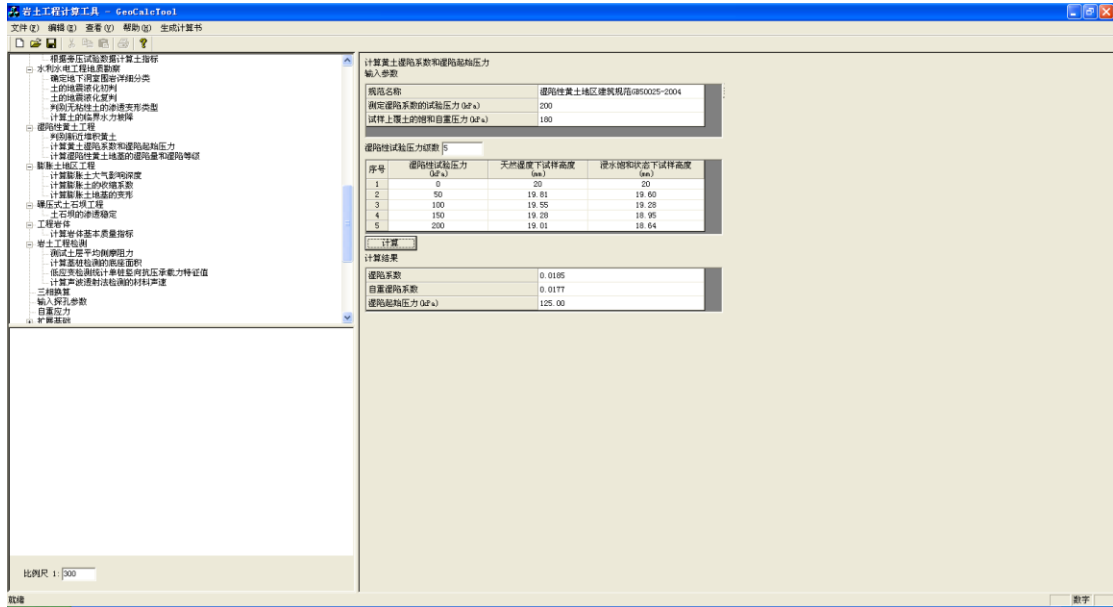 岩土工程计算工具 - GeoCalcTool
文件(F) 编辑(E) 查看(V) 帮助(H) 生成计算书
根据旁压试验数据计算土指标
水利水电工程地质勘察
确定地下洞室围岩详细分类
土的地震液化初判
土的地震液化复判
判别无粘性土的渗透变形类型
计算土的临界水力坡降
湿陷性黄土工程
判别新近堆积黄土
计算黄土湿陷系数和湿陷起始压力
计算湿陷性黄土地基的湿陷量和湿陷等级
膨胀土地区工程
计算膨胀土大气影响深度
计算膨胀土的收缩系数
计算膨胀土地基的变形
碾压式土石坝工程
土石坝的渗透稳定
工程岩体
计算岩体基本质量指标
岩土工程检测
测试土层平均侧摩阻力
计算基桩检测的底座面积
低应变检测统计单桩竖向抗压承载力特征值
计算声波透射法检测的材料声速
三相换算
输入探孔参数
自重应力
扩展基础
比例尺 1: 300
计算黄土湿陷系数和湿陷起始压力
输入参数
规范名称 湿陷性黄土地区建筑规范GB50025-2004
测定湿陷系数的试验压力(kPa) 200
试样上覆土的饱和自重压力(kPa) 180
湿陷性试验压力级数 5
序号 湿陷性试验压力(kPa) 天然湿度下试样高度(mm) 浸水饱和状态下试样高度(mm)
1 0 20 20
2 50 19.81 19.60
3 100 19.55 19.28
4 150 19.28 18.95
5 200 19.01 18.64
计算
计算结果
湿陷系数 0.0185
自重湿陷系数 0.0177
湿陷起始压力(kPa) 125.00
就绪
数字